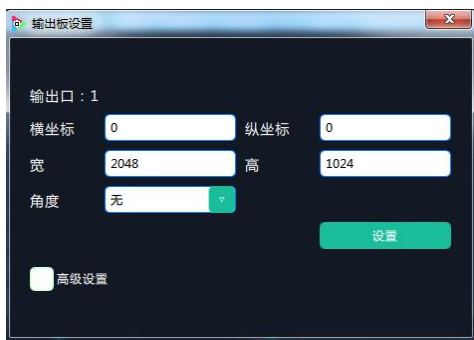 输出板设置
输出口：1
横坐标 0 纵坐标 0
宽 2048 高 1024
角度 无
设置
高级设置